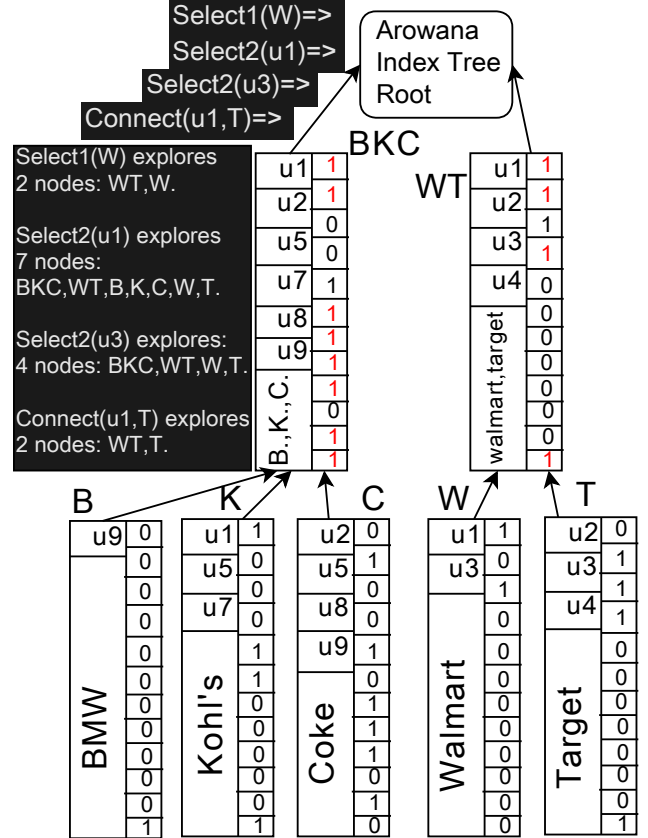 Select1(W)=>
Select2(u1)=>
Select2(u3)=>
Connect(u1,T)=>
Arowana
Index Tree
Root
Select1(W) explores
2 nodes: WT,W.
Select2(u1) explores
7 nodes:
BKC,WT,B,K,C,W,T.
Select2(u3) explores:
4 nodes: BKC,WT,W,T.
Connect(u1,T) explores
2 nodes: WT,T.
BKC
u1
u2
u5
u7
u8
u9
B.,K.,C.
1
1
0
0
1
1
1
1
1
0
1
1
WT
u1
u2
u3
u4
walmart,target
1
1
1
1
0
0
0
0
0
0
0
1
B
u9
BMW
0
0
0
0
0
0
0
0
0
0
0
1
K
u1
u5
u7
Kohl's
1
0
0
0
1
1
0
0
0
0
0
1
C
u2
u5
u8
u9
Coke
0
1
0
0
1
0
1
1
1
0
1
0
W
u1
u3
Walmart
1
0
1
0
0
0
0
0
0
0
0
0
T
u2
u3
u4
Target
0
1
1
1
0
0
0
0
0
0
0
1